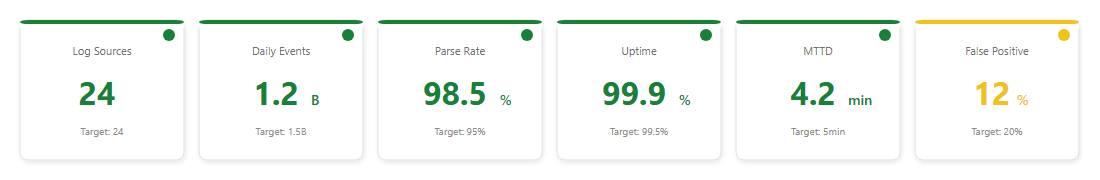 Log Sources
24
Target: 24
Daily Events
1.2 B
Target: 1.5B
Parse Rate
98.5 %
Target: 95%
Uptime
99.9 %
Target: 99.5%
MTTD
4.2 min
Target: 5min
False Positive
12 %
Target: 20%